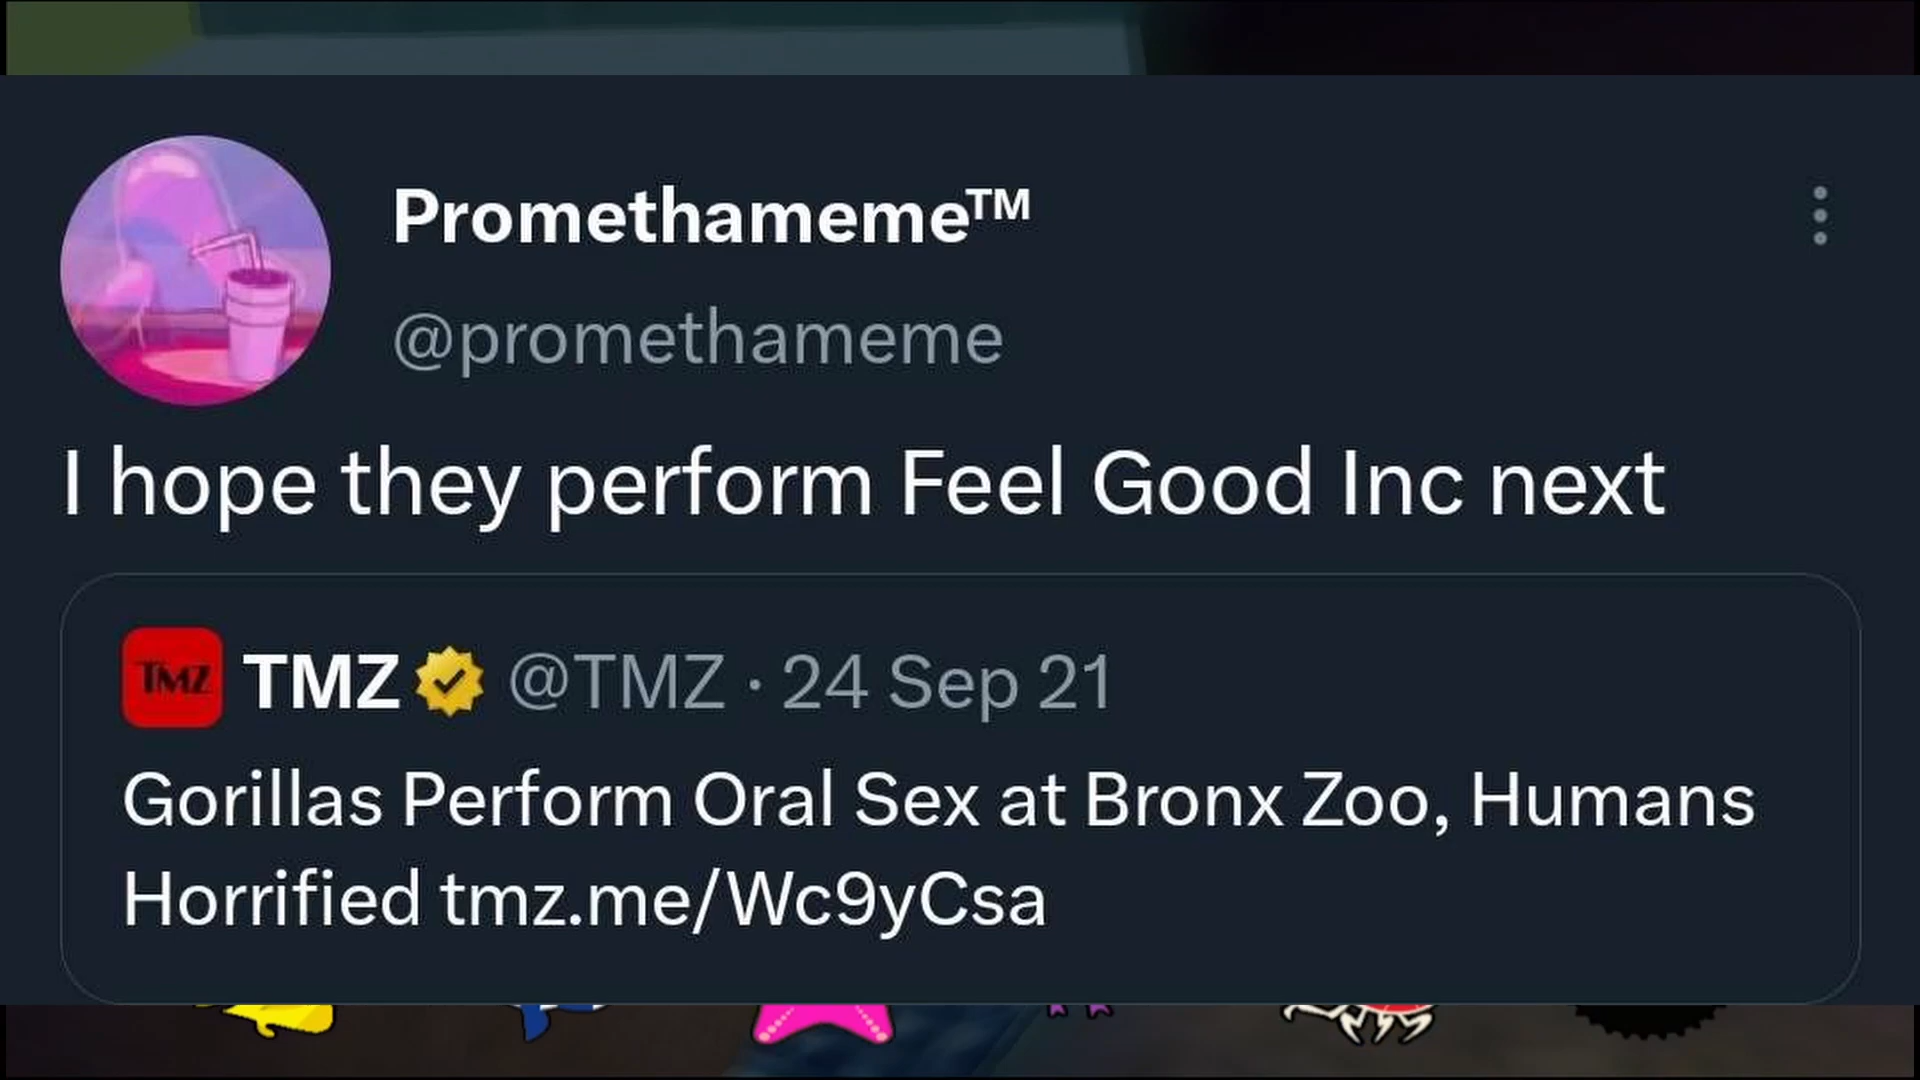 Promethameme™
@promethameme
I hope they perform Feel Good Inc next
TMZ
TMZ @TMZ · 24 Sep 21
Gorillas Perform Oral Sex at Bronx Zoo, Humans
Horrified tmz.me/Wc9yCsa